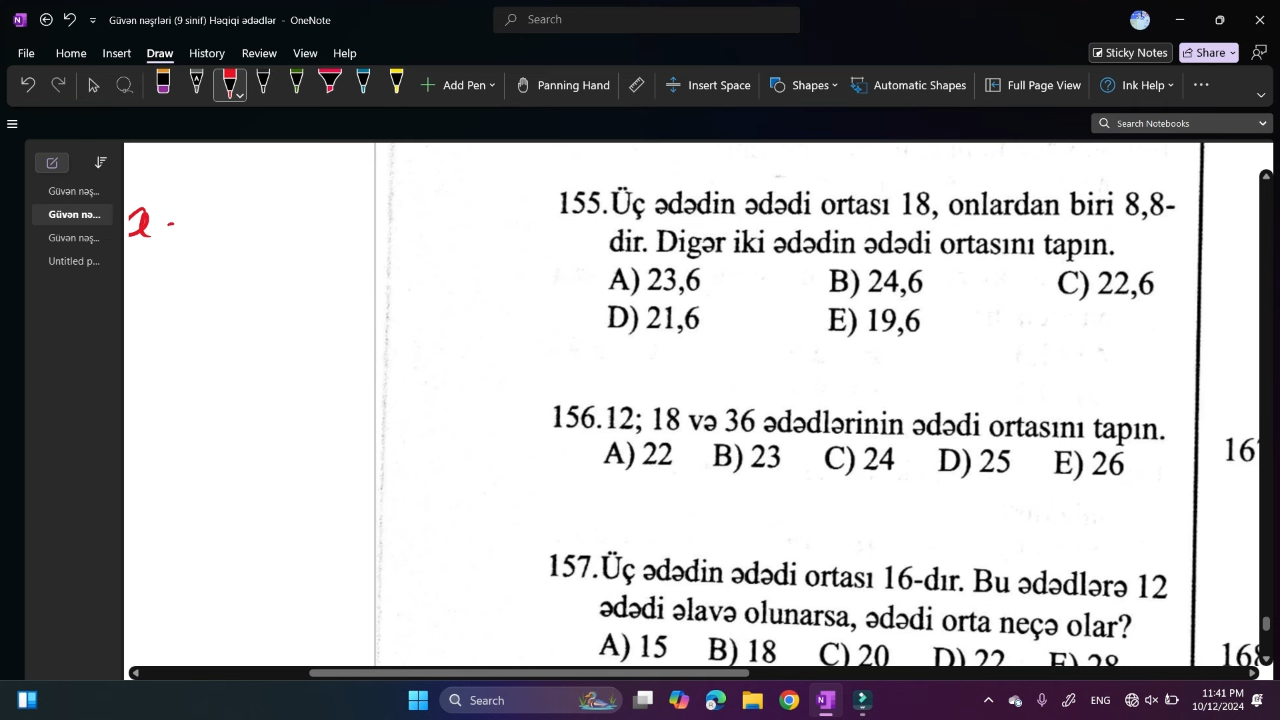 Güvən nəşrləri (9 sinif) Həqiqi ədədlər - OneNote
Search
File Home Insert Draw History Review View Help
Sticky Notes Share
Add Pen Panning Hand Insert Space Shapes Automatic Shapes Full Page View Ink Help ...
Search Notebooks
Güvən nəş...
Güvən nə...
Güvən nəş...
Untitled p...
155.Üç ədədin ədədi ortası 18, onlardan biri 8,8-
dir. Digər iki ədədin ədədi ortasını tapın.
A) 23,6 B) 24,6 C) 22,6
D) 21,6 E) 19,6
156.12; 18 və 36 ədədlərinin ədədi ortasını tapın.
A) 22 B) 23 C) 24 D) 25 E) 26
157.Üç ədədin ədədi ortası 16-dır. Bu ədədlərə 12
ədədi əlavə olunarsa, ədədi orta neçə olar?
A) 15 B) 18 C) 20 D) 22 E) 28
Search
ENG
11:41 PM
10/12/2024